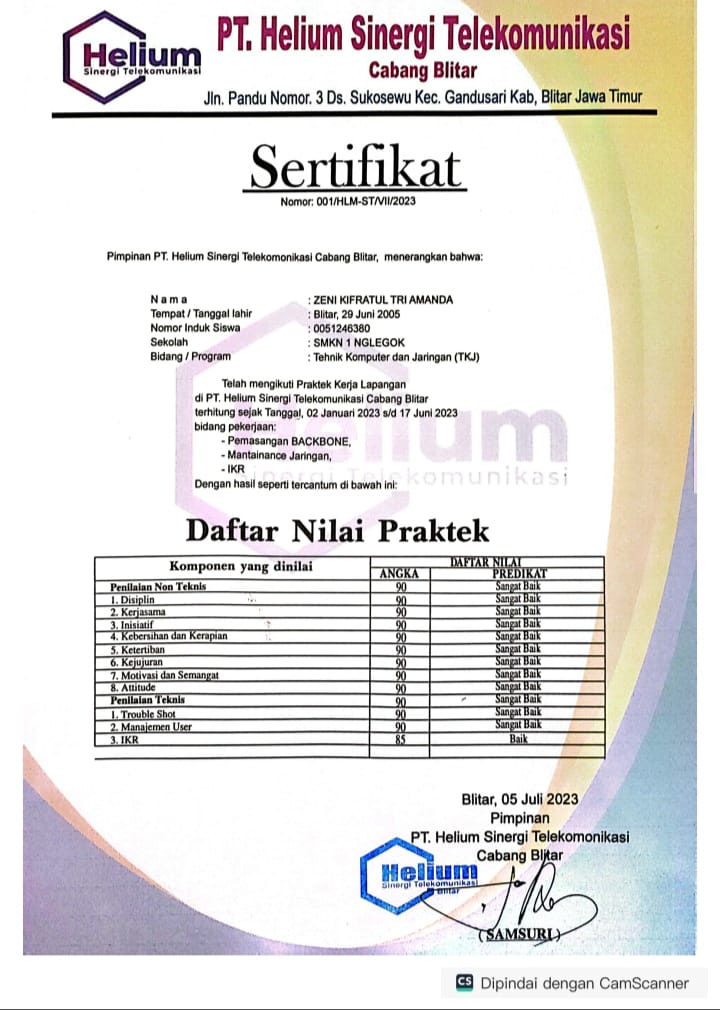 Helium
Sinergi Telekomunikasi
PT. Helium Sinergi Telekomunikasi
Cabang Blitar
Jln. Pandu Nomor. 3 Ds. Sukosewu Kec. Gandusari Kab, Blitar Jawa Timur
Sertifikat
Nomor: 001/HLM-ST/VII/2023
Pimpinan PT. Helium Sinergi Telekomonikasi Cabang Blitar, menerangkan bahwa:
N a m a : ZENI KIFRATUL TRI AMANDA
Tempat / Tanggal lahir : Blitar, 29 Juni 2005
Nomor Induk Siswa : 0051246380
Sekolah : SMKN 1 NGLEGOK
Bidang / Program : Tehnik Komputer dan Jaringan (TKJ)
Telah mengikuti Praktek Kerja Lapangan
di PT. Helium Sinergi Telekomunikasi Cabang Blitar
terhitung sejak Tanggal, 02 Januari 2023 s/d 17 Juni 2023
bidang pekerjaan:
- Pemasangan BACKBONE,
- Mantainance Jaringan,
- IKR
Dengan hasil seperti tercantum di bawah ini:
Helium
Sinergi Telekomunikasi
Daftar Nilai Praktek
Komponen yang dinilai DAFTAR NILAI
ANGKA PREDIKAT
Penilaian Non Teknis 90 Sangat Baik
1. Disiplin 90 Sangat Baik
2. Kerjasama 90 Sangat Baik
3. Inisiatif 90 Sangat Baik
4. Kebersihan dan Kerapian 90 Sangat Baik
5. Ketertiban 90 Sangat Baik
6. Kejujuran 90 Sangat Baik
7. Motivasi dan Semangat 90 Sangat Baik
8. Attitude 90 Sangat Baik
Penilaian Teknis 90 Sangat Baik
1. Trouble Shot 90 Sangat Baik
2. Manajemen User 90 Sangat Baik
3. IKR 85 Baik
Blitar, 05 Juli 2023
Pimpinan
PT. Helium Sinergi Telekomonikasi
Cabang Blitar
Helium
Sinergi Telekomunikasi
Blitar
(SAMSURI)
CS Dipindai dengan CamScanner